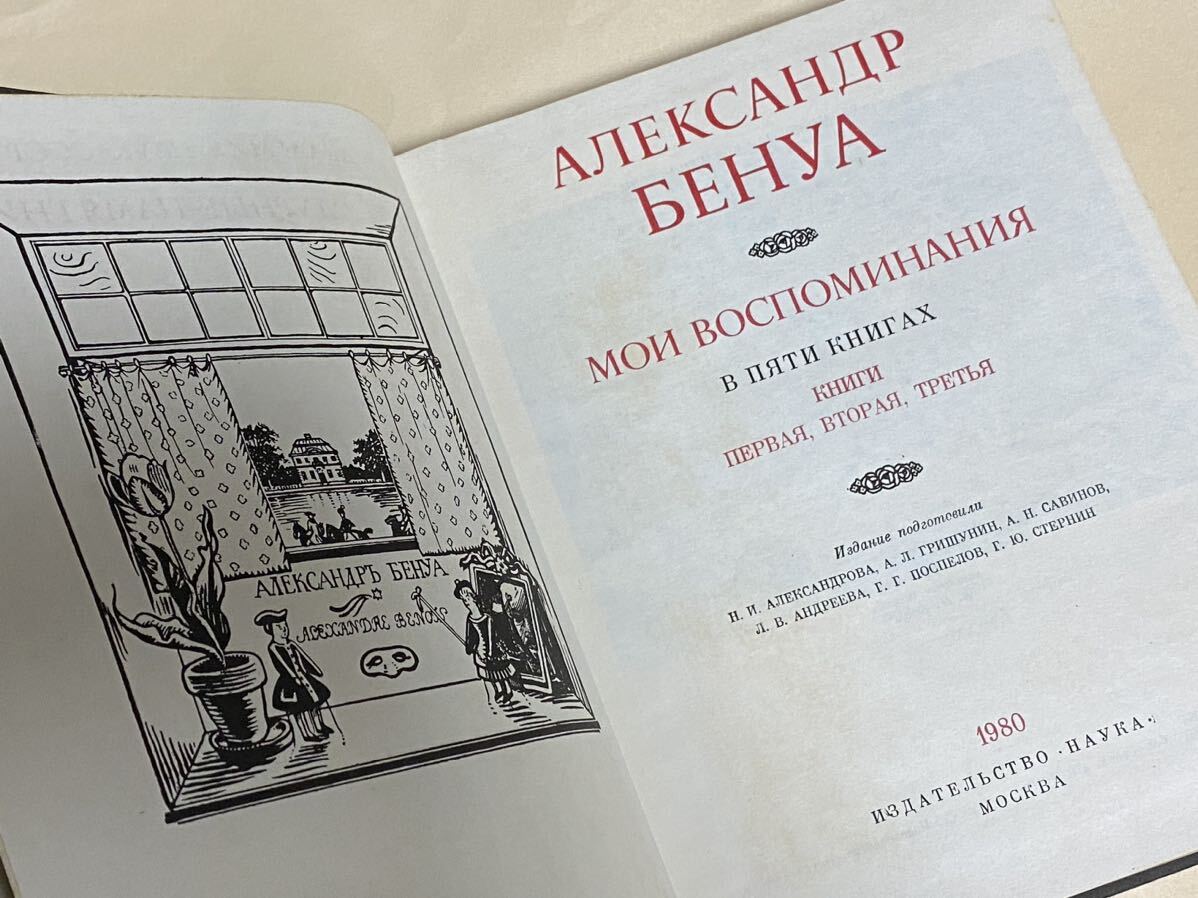 АЛЕКСАНДРЪ БЕНУА
ALEXANDRE BENOIS
АЛЕКСАНДР
БЕНУА
МОИ ВОСПОМИНАНИЯ
В ПЯТИ КНИГАХ
КНИГИ
ПЕРВАЯ, ВТОРАЯ, ТРЕТЬЯ
Издание подготовили
Н. И. АЛЕКСАНДРОВА, А. Л. ГРИШУНИН, А. Н. САВИНОВ,
Л. В. АНДРЕЕВА, Г. Г. ПОСПЕЛОВ, Г. Ю. СТЕРНИН
1980
ИЗДАТЕЛЬСТВО · НАУКА ·
МОСКВА